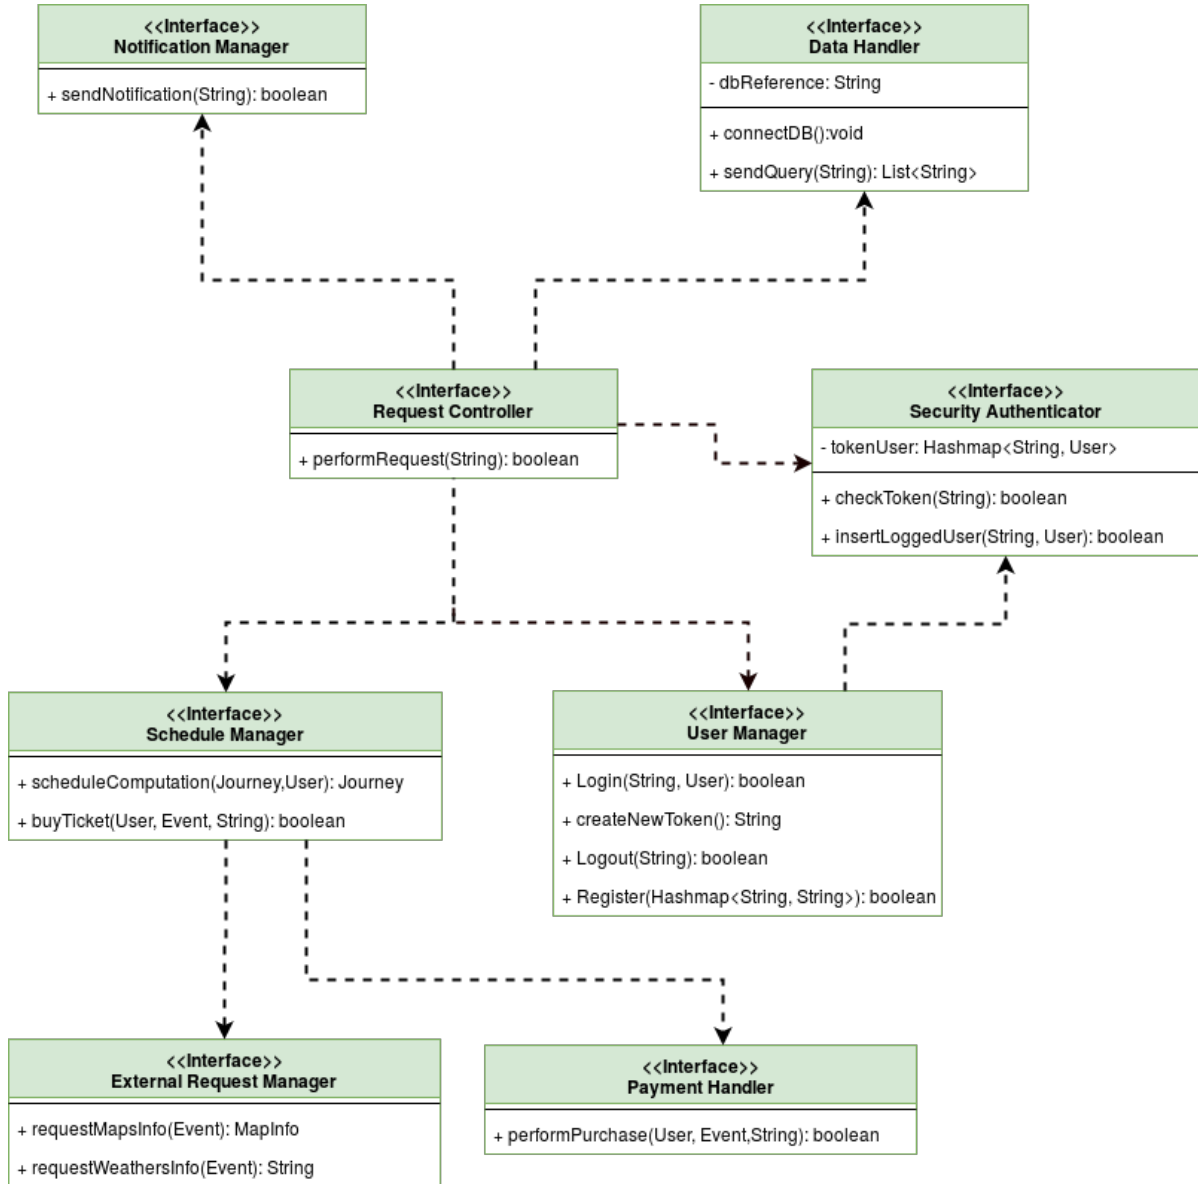 <<Interface>>
Notification Manager
+ sendNotification(String): boolean
<<Interface>>
Data Handler
- dbReference: String
+ connectDB():void
+ sendQuery(String): List<String>
<<Interface>>
Request Controller
+ performRequest(String): boolean
<<Interface>>
Security Authenticator
- tokenUser: Hashmap<String, User>
+ checkToken(String): boolean
+ insertLoggedUser(String, User): boolean
<<Interface>>
Schedule Manager
+ scheduleComputation(Journey,User): Journey
+ buyTicket(User, Event, String): boolean
<<Interface>>
User Manager
+ Login(String, User): boolean
+ createNewToken(): String
+ Logout(String): boolean
+ Register(Hashmap<String, String>): boolean
<<Interface>>
External Request Manager
+ requestMapsInfo(Event): MapInfo
+ requestWeathersInfo(Event): String
<<Interface>>
Payment Handler
+ performPurchase(User, Event,String): boolean